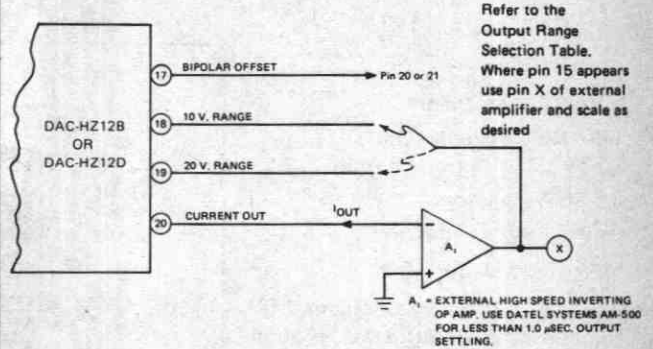 Refer to the
Output Range
Selection Table.
Where pin 15 appears
use pin X of external
amplifier and scale as
desired
17 BIPOLAR OFFSET Pin 20 or 21
18 10 V. RANGE
DAC-HZ12B
OR
DAC-HZ12D
19 20 V. RANGE
20 CURRENT OUT IOUT
−
A1
+
X
A1 = EXTERNAL HIGH SPEED INVERTING
OP AMP. USE DATEL SYSTEMS AM-500
FOR LESS THAN 1.0 µSEC. OUTPUT
SETTLING.